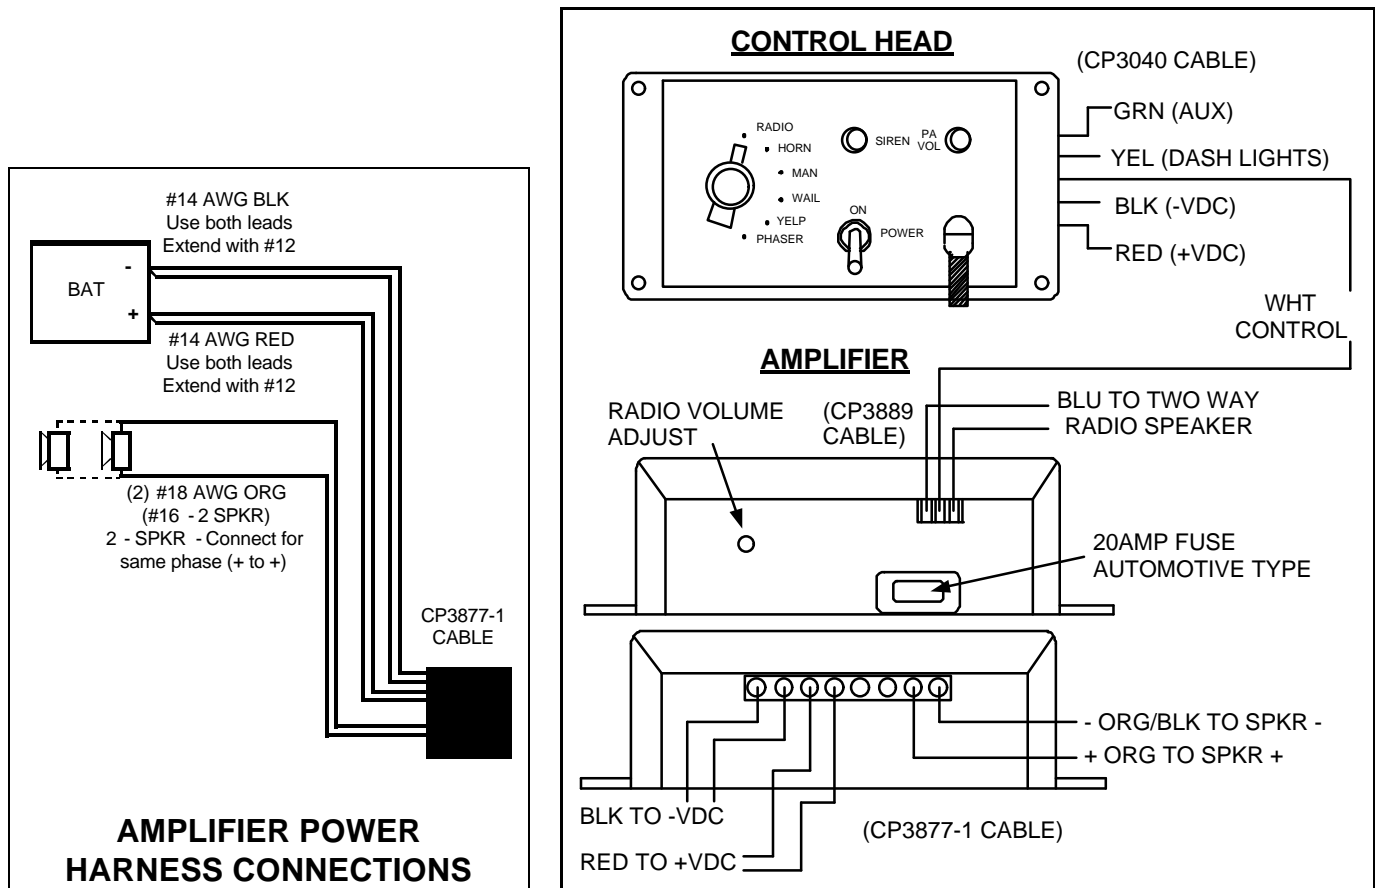 #14 AWG BLK
Use both leads
Extend with #12
-
BAT
+
#14 AWG RED
Use both leads
Extend with #12
(2) #18 AWG ORG
(#16 - 2 SPKR)
2 - SPKR - Connect for
same phase (+ to +)
CP3877-1
CABLE
AMPLIFIER POWER
HARNESS CONNECTIONS
CONTROL HEAD
(CP3040 CABLE)
RADIO
HORN
MAN
WAIL
YELP
PHASER
SIREN
PA
VOL
ON
POWER
GRN (AUX)
YEL (DASH LIGHTS)
BLK (-VDC)
RED (+VDC)
WHT
CONTROL
AMPLIFIER
RADIO VOLUME
ADJUST
(CP3889
CABLE)
BLU TO TWO WAY
RADIO SPEAKER
20AMP FUSE
AUTOMOTIVE TYPE
- ORG/BLK TO SPKR -
+ ORG TO SPKR +
BLK TO -VDC
RED TO +VDC
(CP3877-1 CABLE)